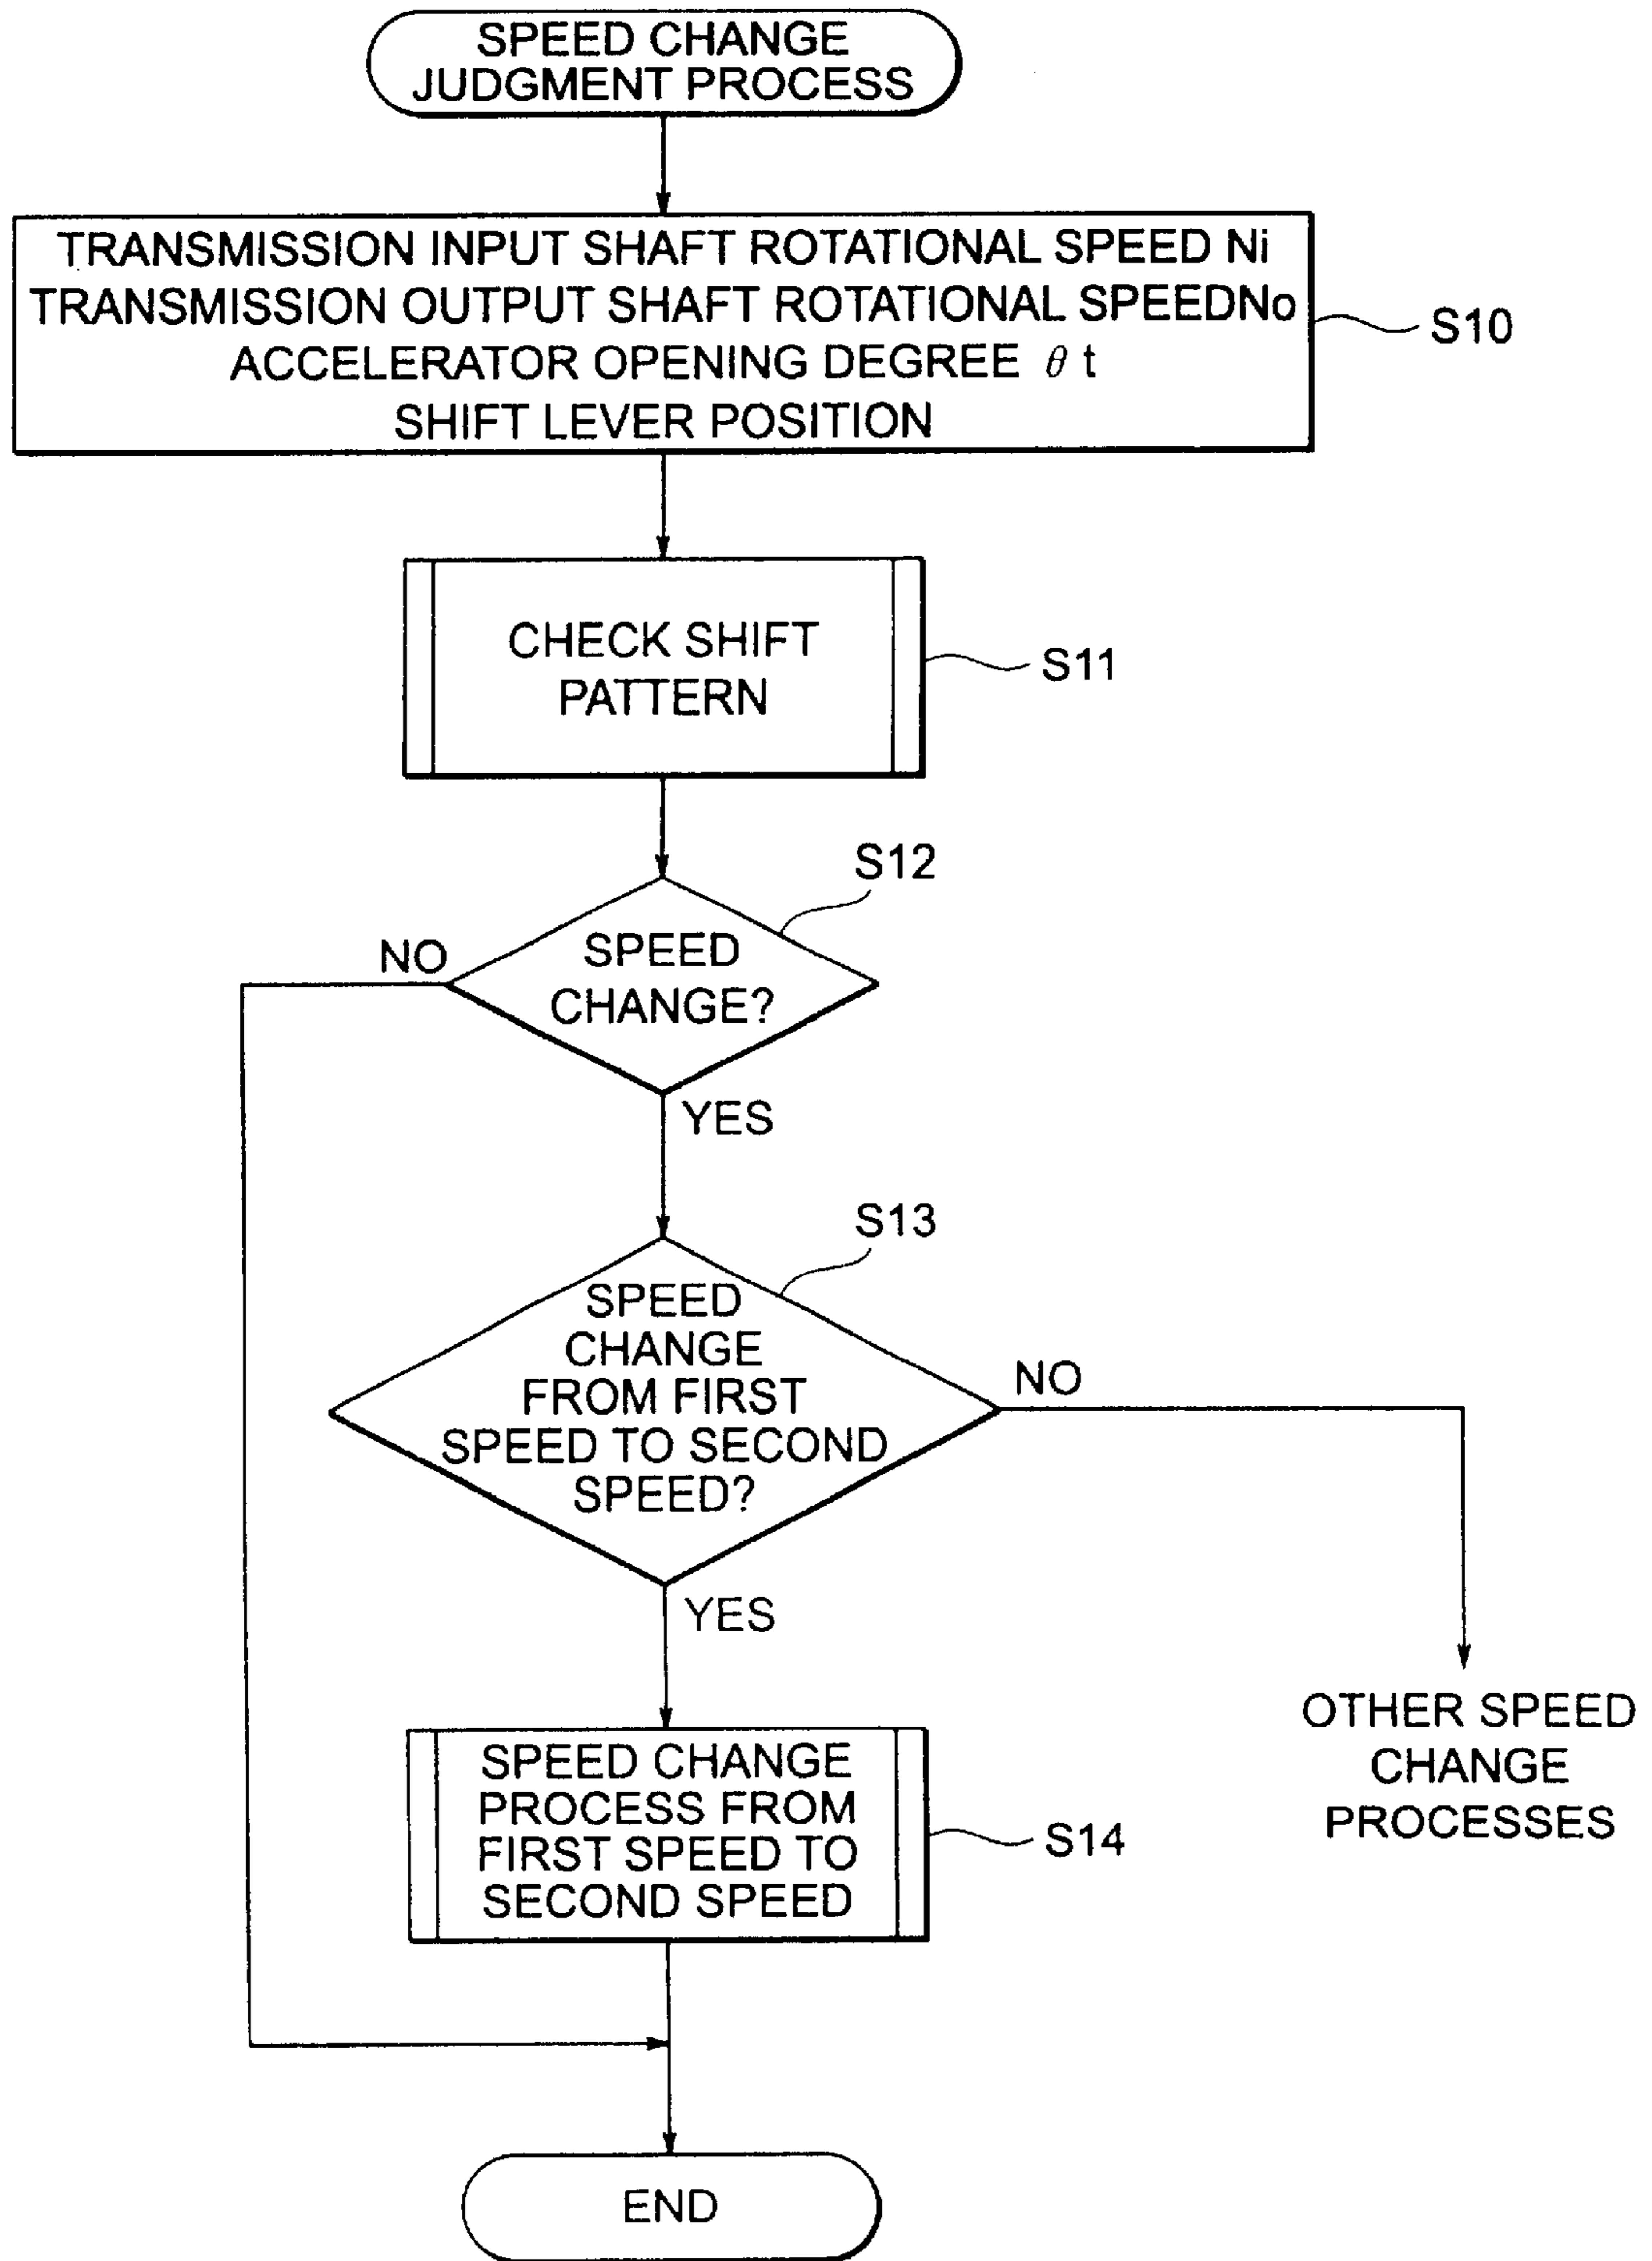 SPEED CHANGE
JUDGMENT PROCESS
TRANSMISSION INPUT SHAFT ROTATIONAL SPEED Ni
TRANSMISSION OUTPUT SHAFT ROTATIONAL SPEEDNo
ACCELERATOR OPENING DEGREE θ t
SHIFT LEVER POSITION
S10
CHECK SHIFT
PATTERN
S11
S12
NO
SPEED
CHANGE?
YES
S13
SPEED
CHANGE
FROM FIRST
SPEED TO SECOND
SPEED?
NO
YES
OTHER SPEED
CHANGE
PROCESSES
SPEED CHANGE
PROCESS FROM
FIRST SPEED TO
SECOND SPEED
S14
END